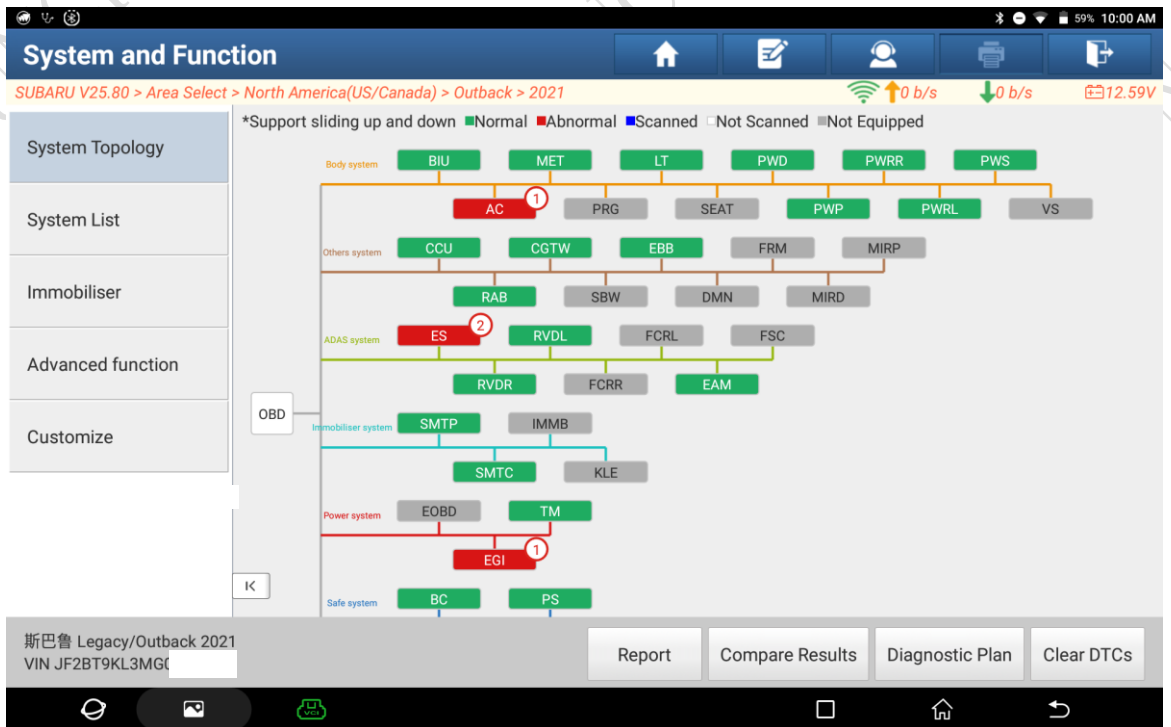 59% 10:00 AM
System and Function
SUBARU V25.80 > Area Select > North America(US/Canada) > Outback > 2021
0 b/s
0 b/s
12.59V
System Topology
System List
Immobiliser
Advanced function
Customize
*Support sliding up and down Normal Abnormal Scanned Not Scanned Not Equipped
OBD
Body system
BIU MET LT PWD PWRR PWS
AC 1 PRG SEAT PWP PWRL VS
Others system
CCU CGTW EBB FRM MIRP
RAB SBW DMN MIRD
ADAS system
ES 2 RVDL FCRL FSC
RVDR FCRR EAM
Immobiliser system
SMTP IMMB
SMTC KLE
Power system
EOBD TM
EGI 1
Safe system
BC PS
斯巴鲁 Legacy/Outback 2021
VIN JF2BT9KL3MG
Report
Compare Results
Diagnostic Plan
Clear DTCs
VCI